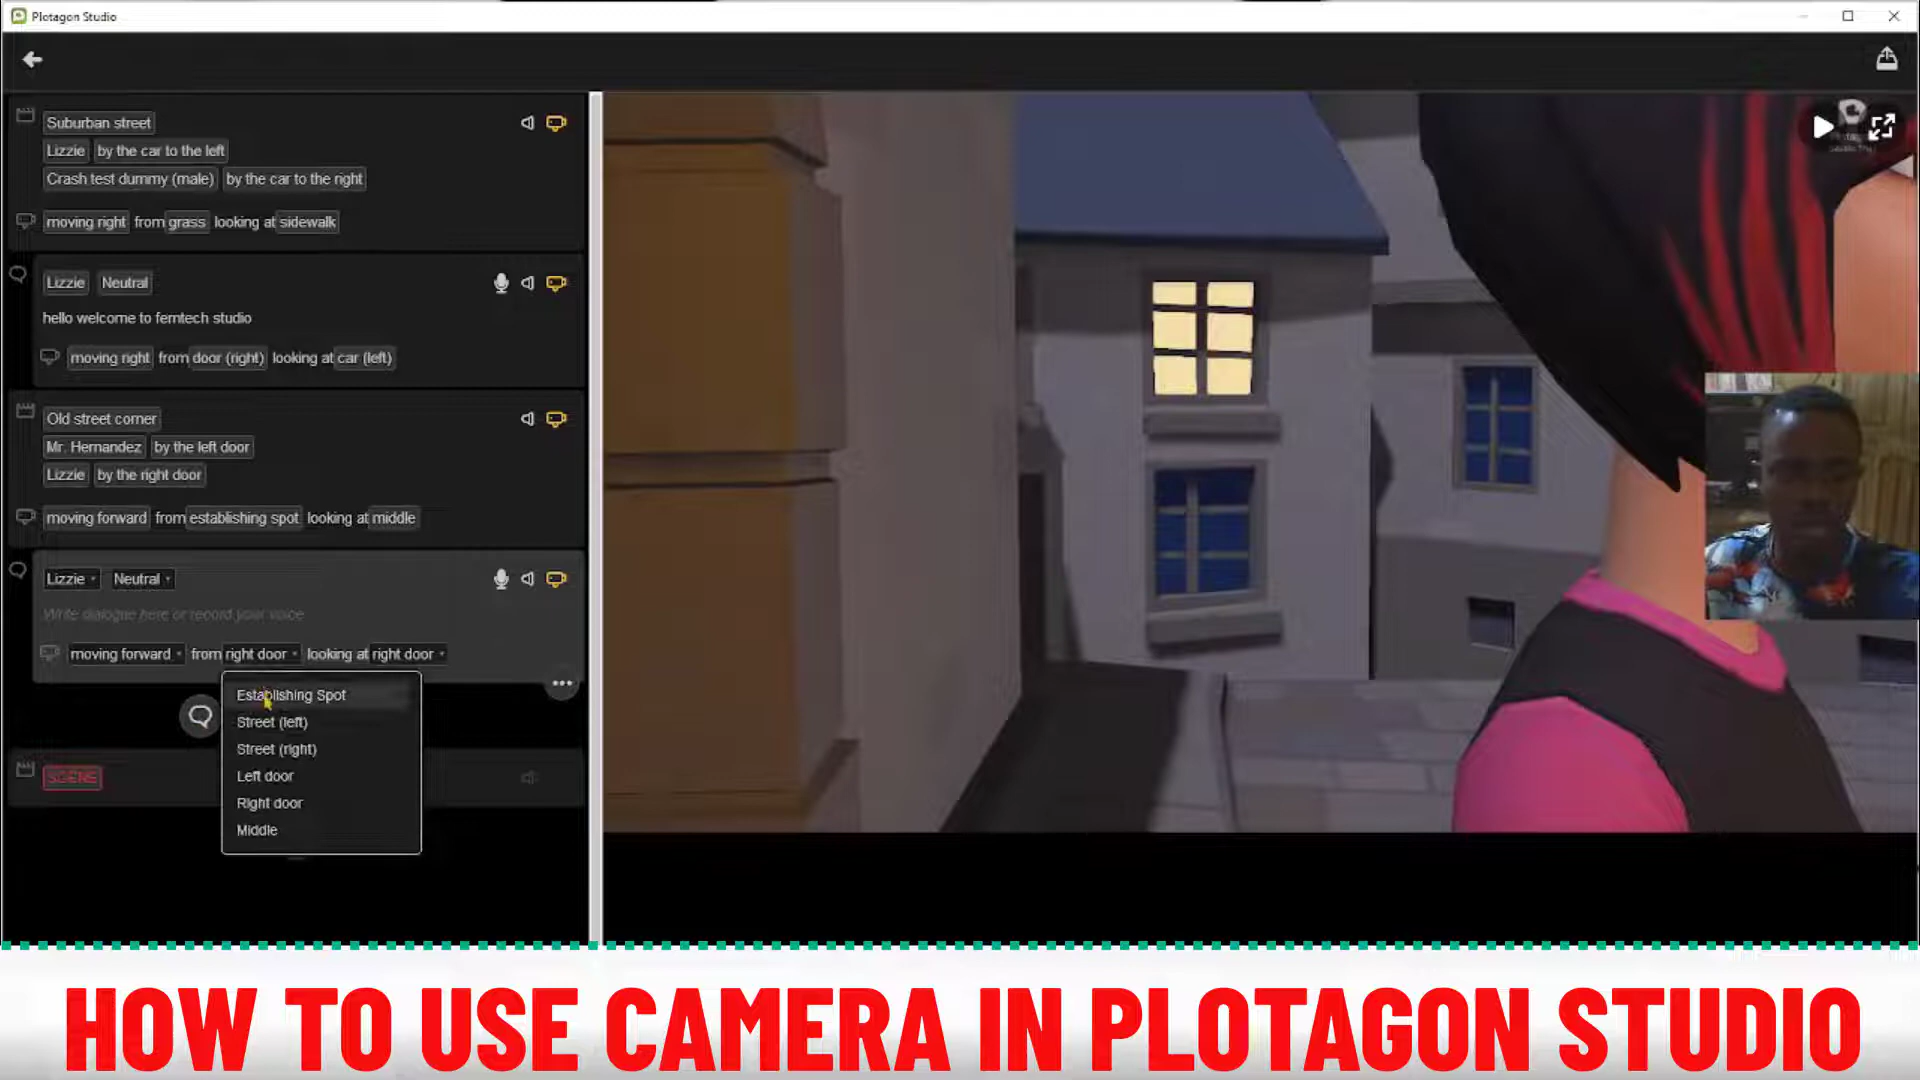 Plotagon Studio
Suburban street
Lizzie by the car to the left
Crash test dummy (male) by the car to the right
moving right from grass looking at sidewalk
Lizzie Neutral
hello welcome to femtech studio
moving right from door (right) looking at car (left)
Old street corner
Mr. Hernandez by the left door
Lizzie by the right door
moving forward from establishing spot looking at middle
Lizzie Neutral
Write dialogue here or record your voice
moving forward from right door looking at right door
Establishing Spot
Street (left)
Street (right)
Left door
Right door
Middle
SCENE
HOW TO USE CAMERA IN PLOTAGON STUDIO